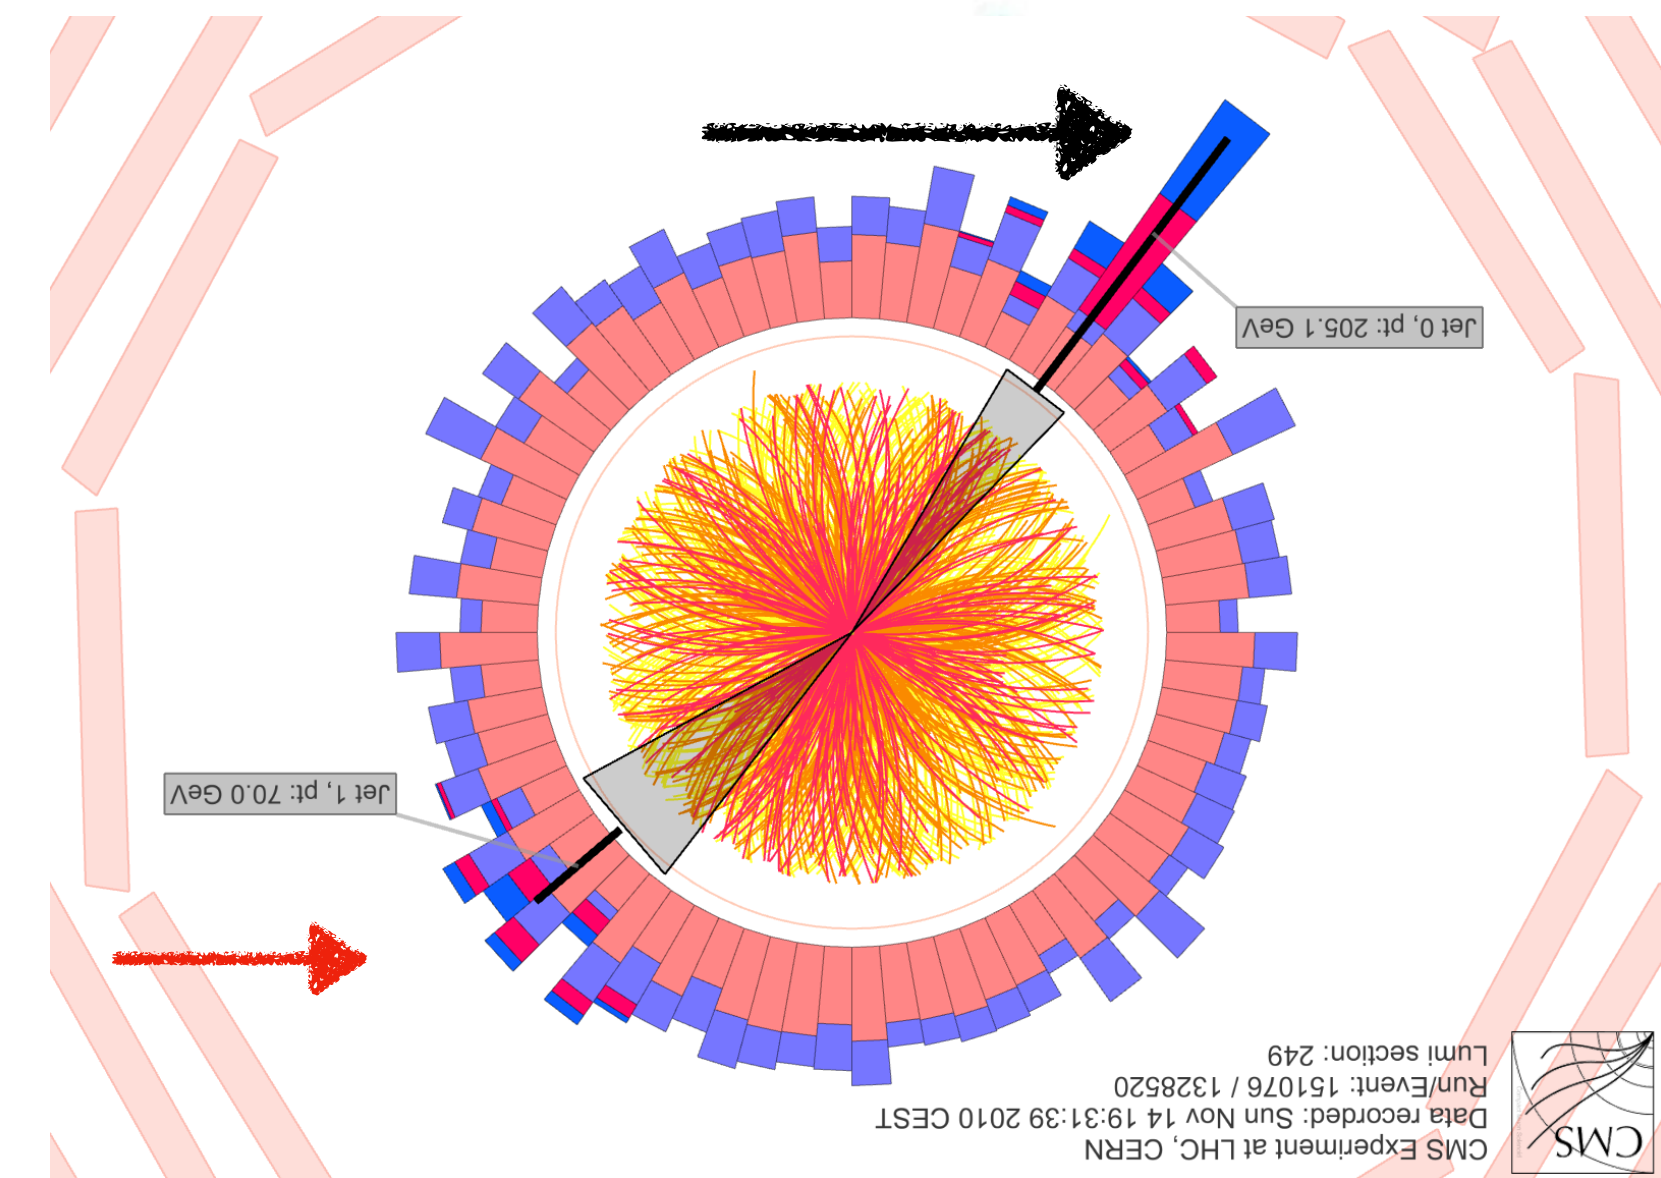 CMS
CMS Experiment at LHC, CERN
Data recorded: Sun Nov 14 19:31:39 2010 CEST
Run/Event: 151076 / 1328520
Lumi section: 249
Jet 1, pt: 70.0 GeV
Jet 0, pt: 205.1 GeV